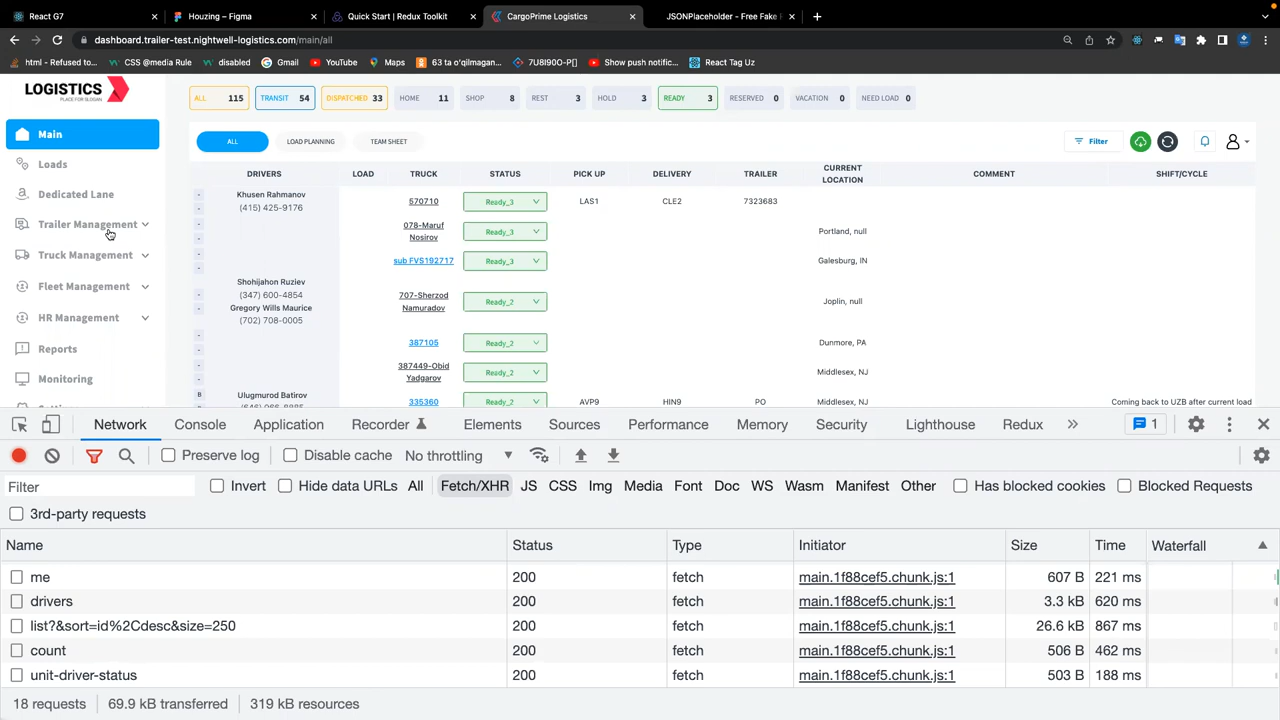 React G7
Houzing – Figma
Quick Start | Redux Toolkit
CargoPrime Logistics
JSONPlaceholder - Free Fake
dashboard.trailer-test.nightwell-logistics.com/main/all
html - Refused to...
CSS @media Rule
disabled
Gmail
YouTube
Maps
63 ta o'qilmagan...
7U8I9OO-P[]
Show push notific...
React Tag Uz
LOGISTICS
PLACE FOR SLOGAN
ALL 115
TRANSIT 54
DISPATCHED 33
HOME 11
SHOP 8
REST 3
HOLD 3
READY 3
RESERVED 0
VACATION 0
NEED LOAD 0
Main
Loads
Dedicated Lane
Trailer Management
Truck Management
Fleet Management
HR Management
Reports
Monitoring
ALL
LOAD PLANNING
TEAM SHEET
Filter
DRIVERS LOAD TRUCK STATUS PICK UP DELIVERY TRAILER CURRENT LOCATION COMMENT SHIFT/CYCLE
Khusen Rahmanov
(415) 425-9176
570710 Ready_3 LAS1 CLE2 7323683
078-Maruf
Nosirov
Ready_3 Portland, null
sub FVS192717 Ready_3 Galesburg, IN
Shohijahon Ruziev
(347) 600-4854
Gregory Wills Maurice
(702) 708-0005
707-Sherzod
Namuradov
Ready_2 Joplin, null
387105 Ready_2 Dunmore, PA
387449-Obid
Yadgarov
Ready_2 Middlesex, NJ
B Ulugmurod Batirov
335360 Ready_2 AVP9 HIN9 PO Middlesex, NJ Coming back to UZB after current load
Network Console Application Recorder Elements Sources Performance Memory Security Lighthouse Redux 1
Preserve log Disable cache No throttling
Filter Invert Hide data URLs All Fetch/XHR JS CSS Img Media Font Doc WS Wasm Manifest Other Has blocked cookies Blocked Requests
3rd-party requests
Name Status Type Initiator Size Time Waterfall
me 200 fetch main.1f88cef5.chunk.js:1 607 B 221 ms
drivers 200 fetch main.1f88cef5.chunk.js:1 3.3 kB 620 ms
list?&sort=id%2Cdesc&size=250 200 fetch main.1f88cef5.chunk.js:1 26.6 kB 867 ms
count 200 fetch main.1f88cef5.chunk.js:1 506 B 462 ms
unit-driver-status 200 fetch main.1f88cef5.chunk.js:1 503 B 188 ms
18 requests 69.9 kB transferred 319 kB resources